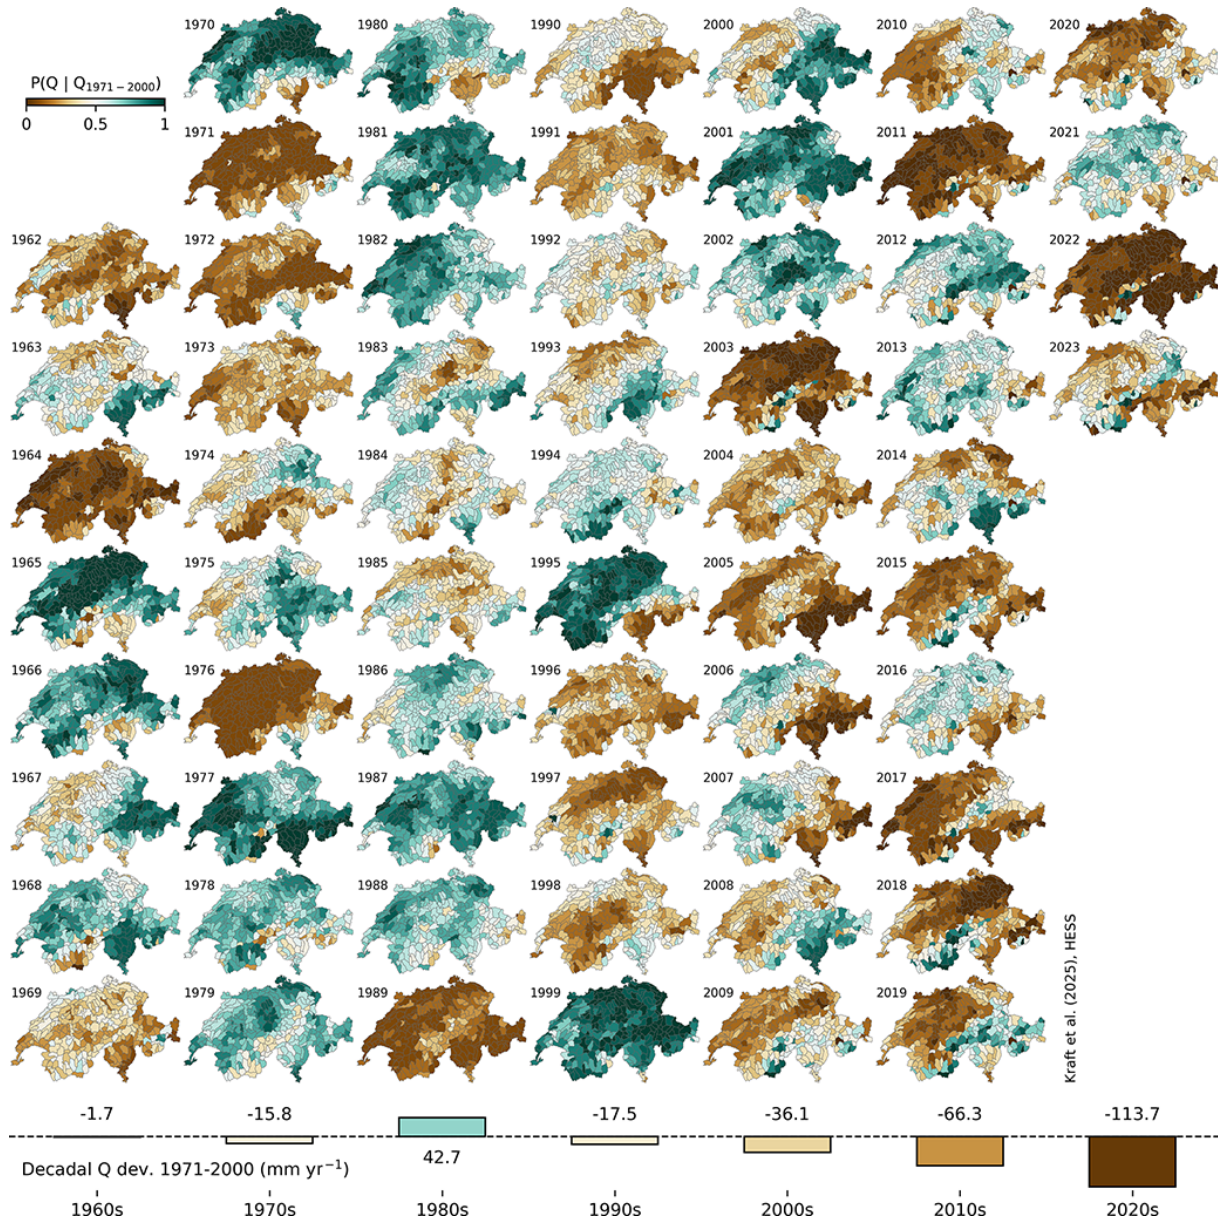 1970 1980 1990 2000 2010 2020
P(Q | Q1971−2000)
0 0.5 1
1971 1981 1991 2001 2011 2021
1962 1972 1982 1992 2002 2012 2022
1963 1973 1983 1993 2003 2013 2023
1964 1974 1984 1994 2004 2014
1965 1975 1985 1995 2005 2015
1966 1976 1986 1996 2006 2016
1967 1977 1987 1997 2007 2017
1968 1978 1988 1998 2008 2018
1969 1979 1989 1999 2009 2019
Kraft et al. (2025), HESS
-1.7 -15.8 -17.5 -36.1 -66.3 -113.7
42.7
Decadal Q dev. 1971-2000 (mm yr⁻¹)
1960s 1970s 1980s 1990s 2000s 2010s 2020s